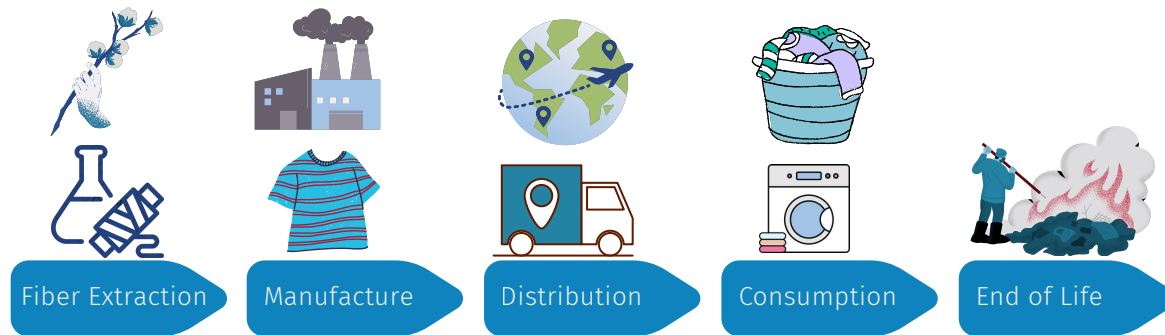 Fiber Extraction
Manufacture
Distribution
Consumption
End of Life